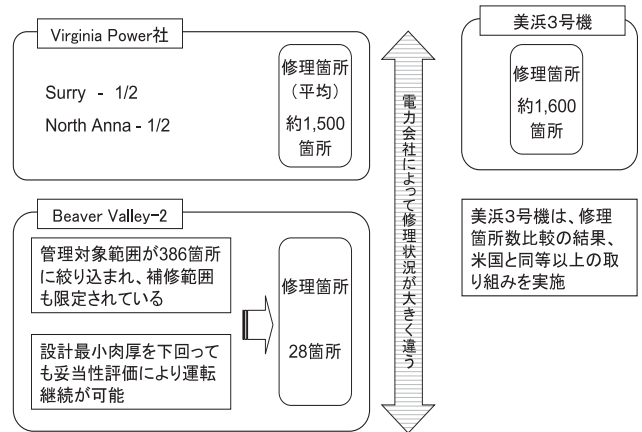 Virginia Power社
Surry - 1/2
North Anna - 1/2
修理箇所
（平均）
約1,500
箇所
Beaver Valley-2
管理対象範囲が386箇所
に絞り込まれ、補修範囲
も限定されている
設計最小肉厚を下回って
も妥当性評価により運転
継続が可能
修理箇所
28箇所
電力会社によって修理状況が大きく違う
美浜3号機
修理箇所
約1,600
箇所
美浜3号機は、修理
箇所数比較の結果、
米国と同等以上の取
り組みを実施